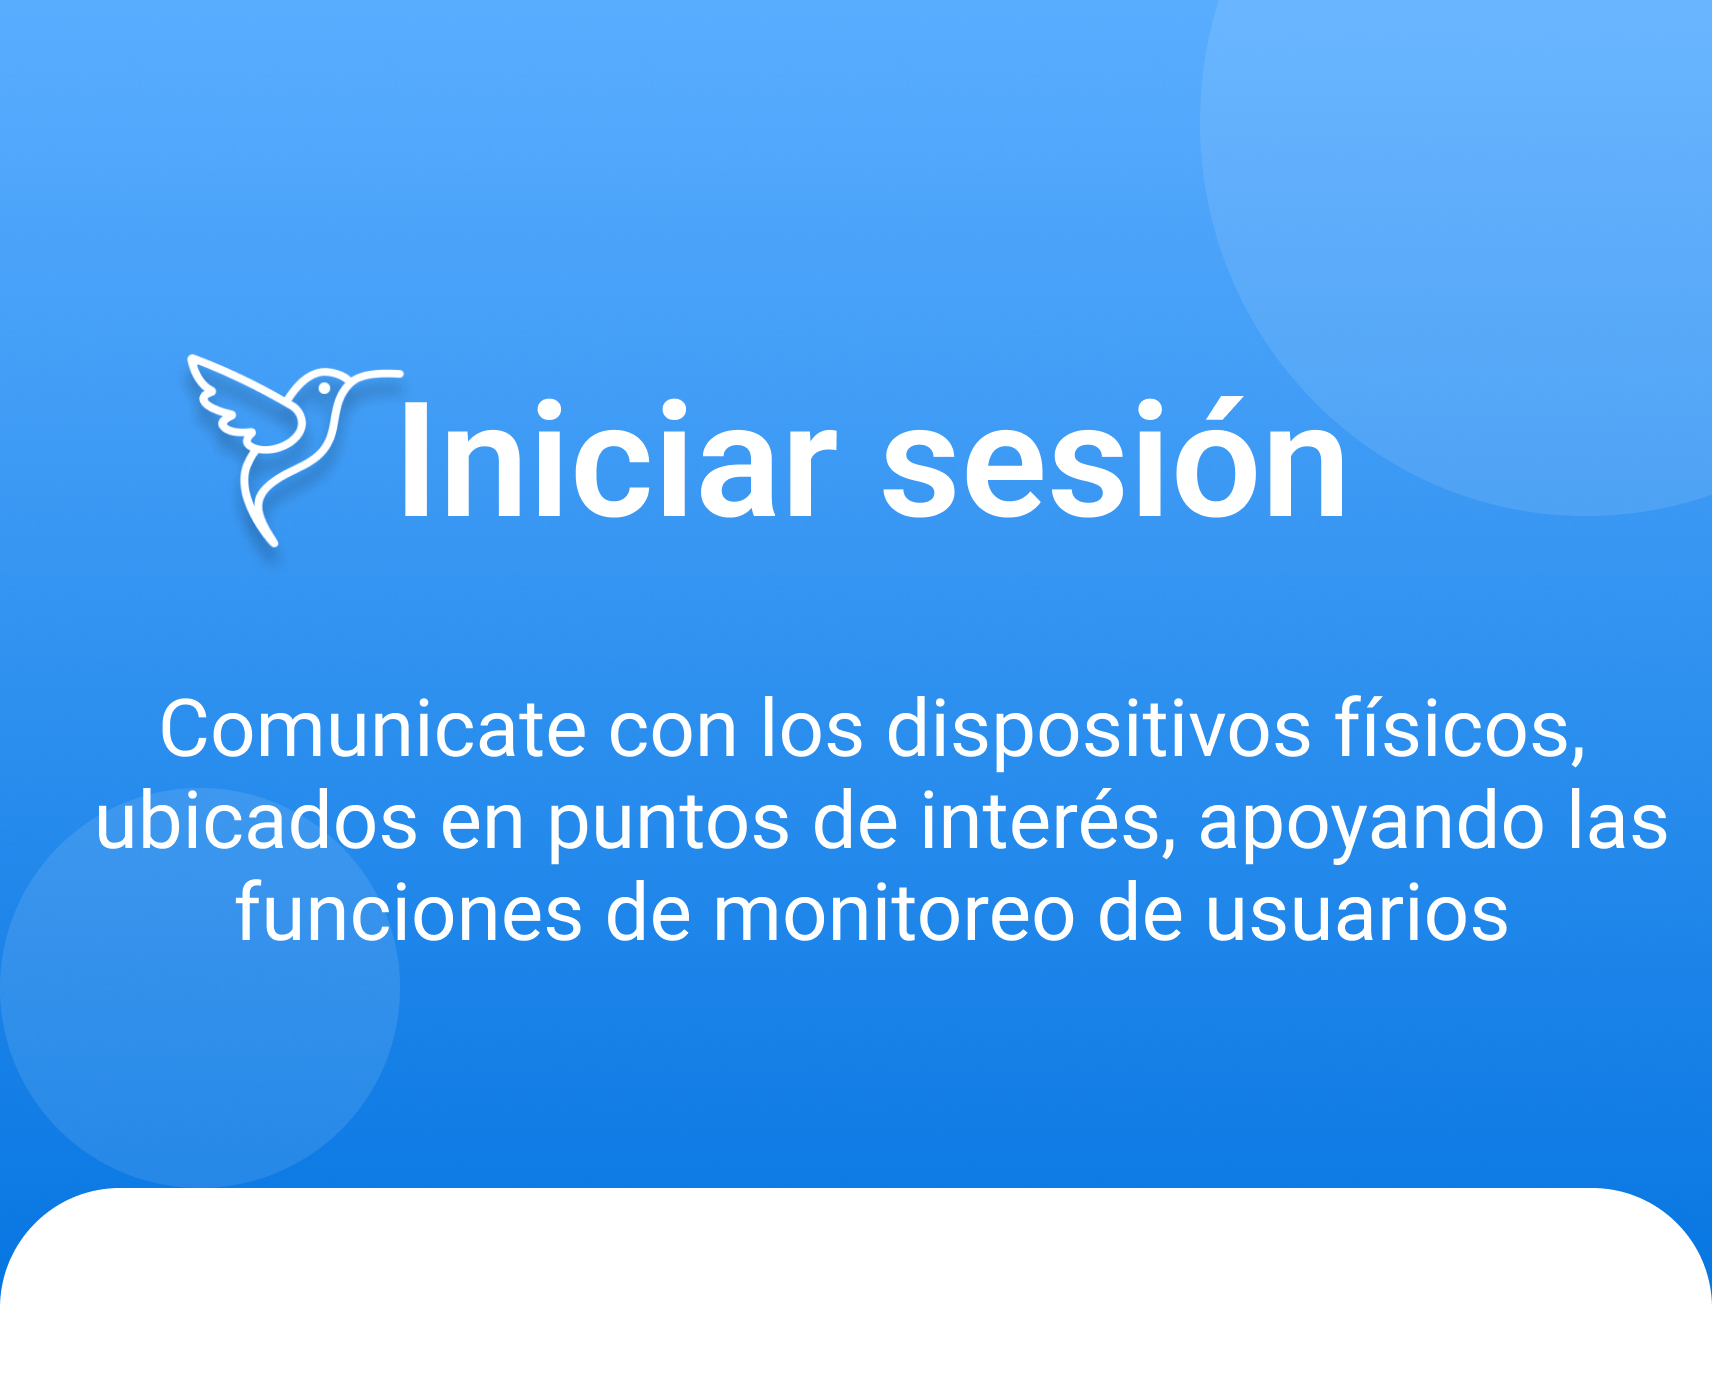 Iniciar sesión
Comunicate con los dispositivos físicos,
ubicados en puntos de interés, apoyando las
funciones de monitoreo de usuarios